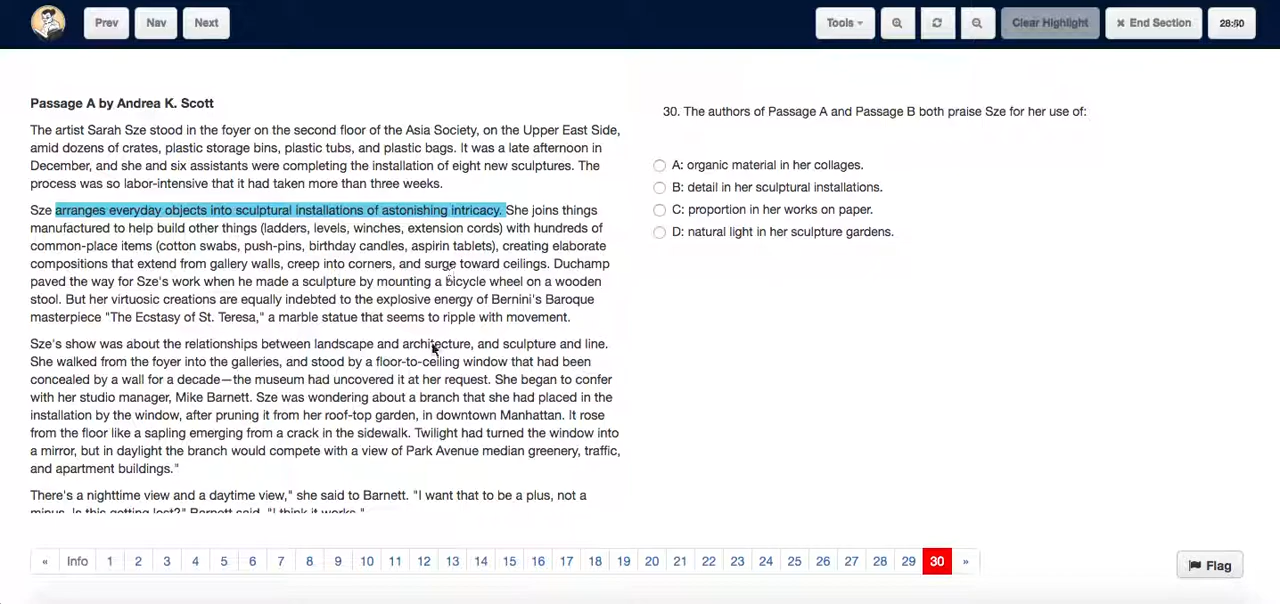 Prev Nav Next Tools Clear Highlight End Section 28:50
Passage A by Andrea K. Scott
The artist Sarah Sze stood in the foyer on the second floor of the Asia Society, on the Upper East Side,
amid dozens of crates, plastic storage bins, plastic tubs, and plastic bags. It was a late afternoon in
December, and she and six assistants were completing the installation of eight new sculptures. The
process was so labor-intensive that it had taken more than three weeks.
Sze arranges everyday objects into sculptural installations of astonishing intricacy. She joins things
manufactured to help build other things (ladders, levels, winches, extension cords) with hundreds of
common-place items (cotton swabs, push-pins, birthday candles, aspirin tablets), creating elaborate
compositions that extend from gallery walls, creep into corners, and surge toward ceilings. Duchamp
paved the way for Sze's work when he made a sculpture by mounting a bicycle wheel on a wooden
stool. But her virtuosic creations are equally indebted to the explosive energy of Bernini's Baroque
masterpiece "The Ecstasy of St. Teresa," a marble statue that seems to ripple with movement.
Sze's show was about the relationships between landscape and architecture, and sculpture and line.
She walked from the foyer into the galleries, and stood by a floor-to-ceiling window that had been
concealed by a wall for a decade—the museum had uncovered it at her request. She began to confer
with her studio manager, Mike Barnett. Sze was wondering about a branch that she had placed in the
installation by the window, after pruning it from her roof-top garden, in downtown Manhattan. It rose
from the floor like a sapling emerging from a crack in the sidewalk. Twilight had turned the window into
a mirror, but in daylight the branch would compete with a view of Park Avenue median greenery, traffic,
and apartment buildings."
There's a nighttime view and a daytime view," she said to Barnett. "I want that to be a plus, not a
minus. Is this getting lost?" Barnett said, "I think it works."
30. The authors of Passage A and Passage B both praise Sze for her use of:
A: organic material in her collages.
B: detail in her sculptural installations.
C: proportion in her works on paper.
D: natural light in her sculpture gardens.
« Info 1 2 3 4 5 6 7 8 9 10 11 12 13 14 15 16 17 18 19 20 21 22 23 24 25 26 27 28 29 30 » Flag